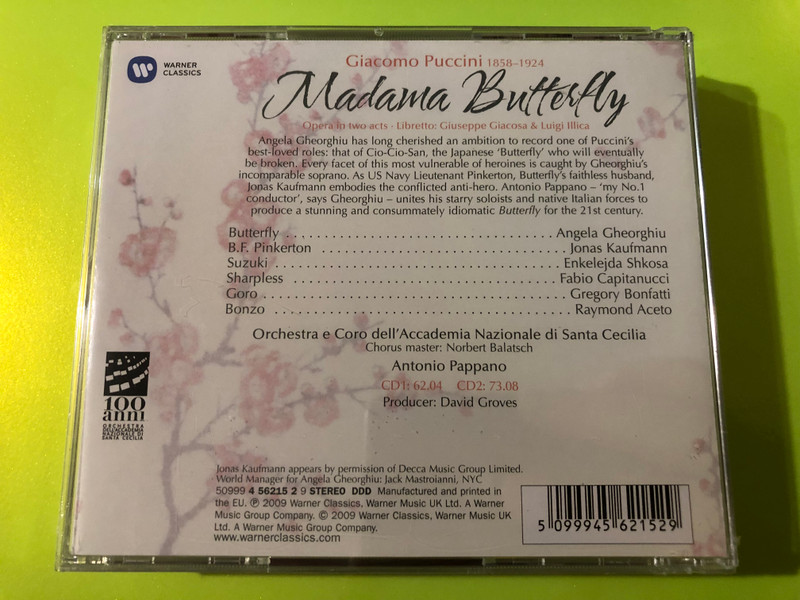 WARNER
CLASSICS
Giacomo Puccini 1858–1924
Madama Butterfly
Opera in two acts · Libretto: Giuseppe Giacosa & Luigi Illica
Angela Gheorghiu has long cherished an ambition to record one of Puccini's
best-loved roles: that of Cio-Cio-San, the Japanese 'Butterfly' who will eventually
be broken. Every facet of this most vulnerable of heroines is caught by Gheorghiu's
incomparable soprano. As US Navy Lieutenant Pinkerton, Butterfly's faithless husband,
Jonas Kaufmann embodies the conflicted anti-hero. Antonio Pappano – 'my No.1
conductor', says Gheorghiu – unites his starry soloists and native Italian forces to
produce a stunning and consummately idiomatic Butterfly for the 21st century.
Butterfly . . . . . . . . . . . . . . . . . . . . . . . . . . . . . . . . Angela Gheorghiu
B.F. Pinkerton . . . . . . . . . . . . . . . . . . . . . . . . . . . . . Jonas Kaufmann
Suzuki . . . . . . . . . . . . . . . . . . . . . . . . . . . . . . . . . . Enkelejda Shkosa
Sharpless . . . . . . . . . . . . . . . . . . . . . . . . . . . . . . . . Fabio Capitanucci
Goro . . . . . . . . . . . . . . . . . . . . . . . . . . . . . . . . . . . . Gregory Bonfatti
Bonzo . . . . . . . . . . . . . . . . . . . . . . . . . . . . . . . . . . . Raymond Aceto
Orchestra e Coro dell'Accademia Nazionale di Santa Cecilia
Chorus master: Norbert Balatsch
Antonio Pappano
CD1: 62.04 CD2: 73.08
Producer: David Groves
100
anni
ORCHESTRA
DELL'ACCADEMIA
NAZIONALE DI
SANTA CECILIA
Jonas Kaufmann appears by permission of Decca Music Group Limited.
World Manager for Angela Gheorghiu: Jack Mastroianni, NYC
50999 4 56215 2 9 STEREO DDD Manufactured and printed in
the EU. ℗ 2009 Warner Classics, Warner Music UK Ltd. A Warner
Music Group Company. © 2009 Warner Classics, Warner Music UK
Ltd. A Warner Music Group Company.
www.warnerclassics.com
5 099945 621529